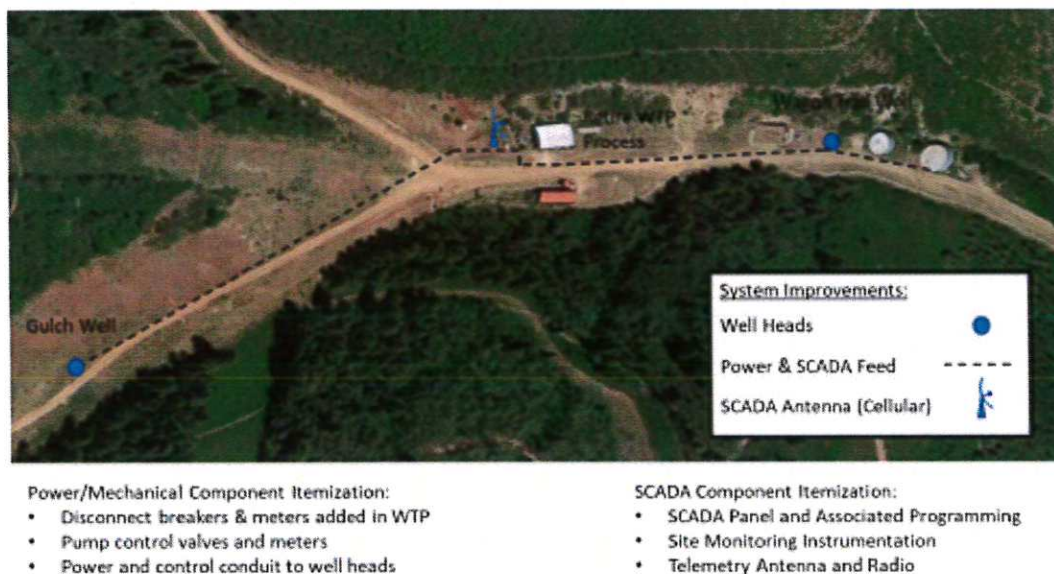 WTP
Process
Well
Gulch Well
System Improvements:
Well Heads
Power & SCADA Feed
SCADA Antenna (Cellular)
Power/Mechanical Component Itemization:
• Disconnect breakers & meters added in WTP
• Pump control valves and meters
• Power and control conduit to well heads
SCADA Component Itemization:
• SCADA Panel and Associated Programming
• Site Monitoring Instrumentation
• Telemetry Antenna and Radio